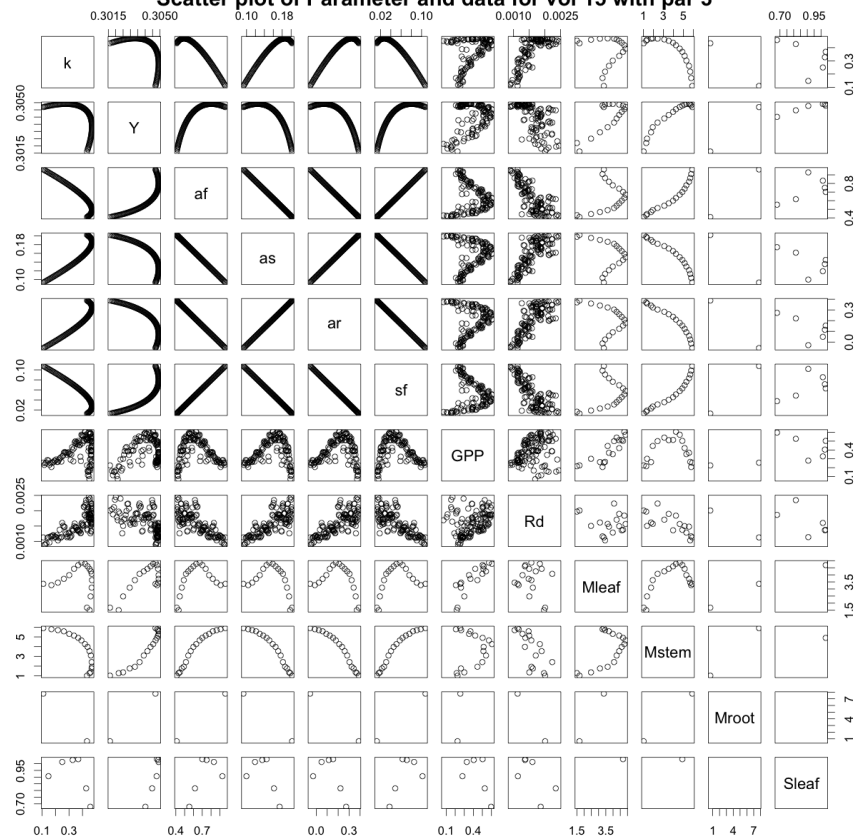 Scatter plot of Parameter and data for Vol 15 with par 3
0.3015 0.3050 0.10 0.18 0.02 0.10 0.0010 0.0025 1 3 5 0.70 0.95
k
0.1 0.3
0.3015 0.3050
Y
af
0.4 0.8
0.10 0.18
as
ar
0.0 0.3
0.02 0.10
sf
GPP
0.1 0.4
0.0010 0.0025
Rd
Mleaf
1.5 3.5
1 3 5
Mstem
Mroot
1 4 7
0.70 0.95
Sleaf
0.1 0.3 0.4 0.7 0.0 0.3 0.1 0.4 1.5 3.5 1 4 7